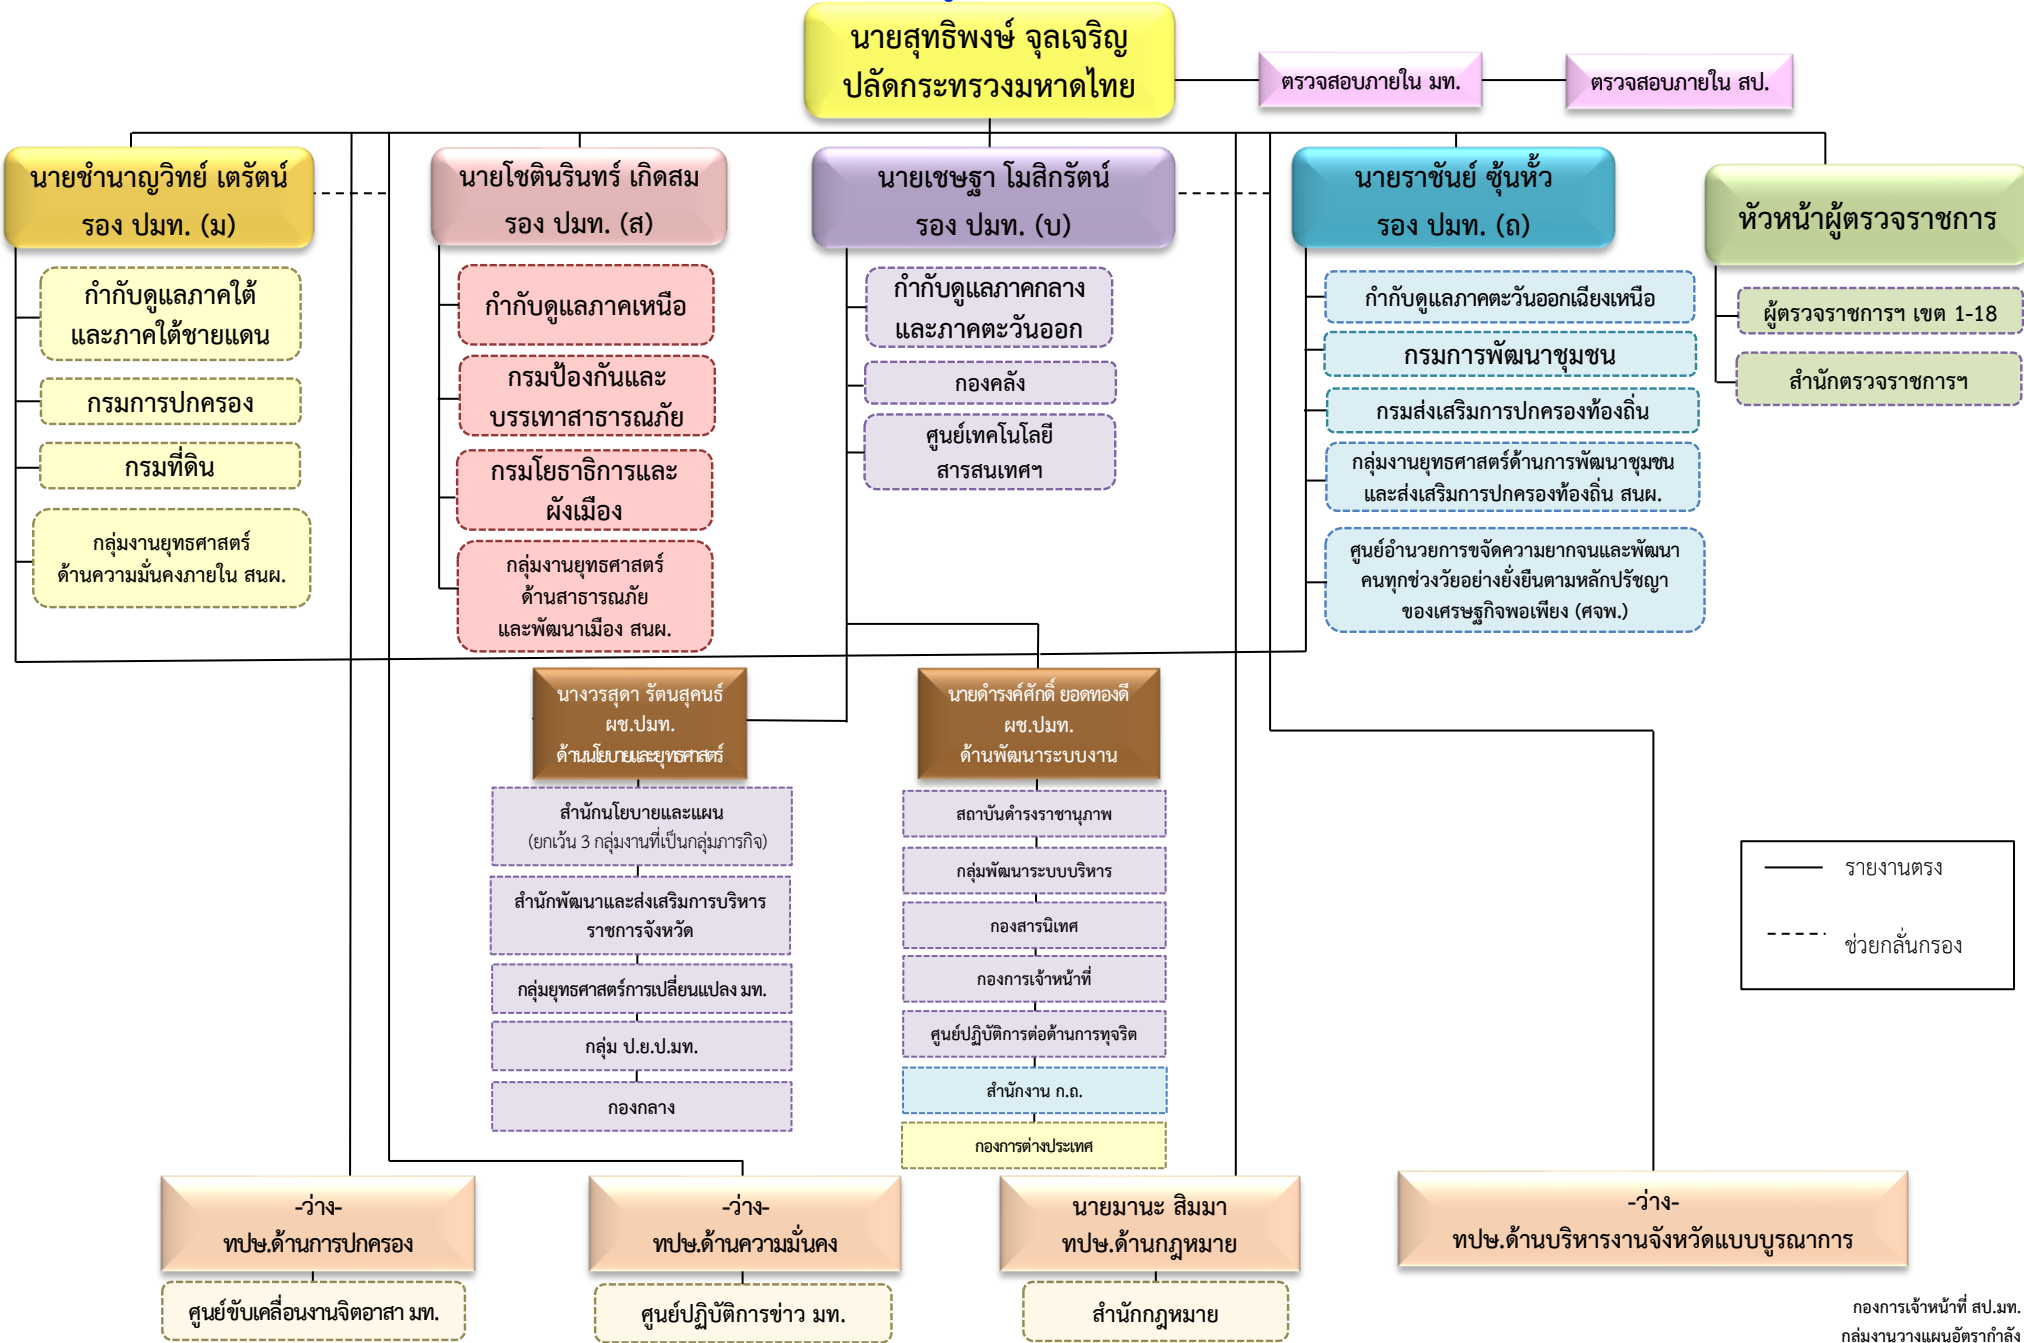 นายสุทธิพงษ์ จุลเจริญ
ปลัดกระทรวงมหาดไทย
ตรวจสอบภายใน มท.
ตรวจสอบภายใน สป.
นายชำนาญวิทย์ เตรัตน์
รอง ปมท. (ม)
นายโชตินรินทร์ เกิดสม
รอง ปมท. (ส)
นายเชษฐา โมสิกรัตน์
รอง ปมท. (บ)
นายราชันย์ ซุ้นหั้ว
รอง ปมท. (ถ)
หัวหน้าผู้ตรวจราชการ
กำกับดูแลภาคใต้
และภาคใต้ชายแดน
กรมการปกครอง
กรมที่ดิน
กลุ่มงานยุทธศาสตร์
ด้านความมั่นคงภายใน สนผ.
กำกับดูแลภาคเหนือ
กรมป้องกันและ
บรรเทาสาธารณภัย
กรมโยธาธิการและ
ผังเมือง
กลุ่มงานยุทธศาสตร์
ด้านสาธารณภัย
และพัฒนาเมือง สนผ.
กำกับดูแลภาคกลาง
และภาคตะวันออก
กองคลัง
ศูนย์เทคโนโลยี
สารสนเทศฯ
กำกับดูแลภาคตะวันออกเฉียงเหนือ
กรมการพัฒนาชุมชน
กรมส่งเสริมการปกครองท้องถิ่น
กลุ่มงานยุทธศาสตร์ด้านการพัฒนาชุมชน
และส่งเสริมการปกครองท้องถิ่น สนผ.
ศูนย์อำนวยการขจัดความยากจนและพัฒนา
คนทุกช่วงวัยอย่างยั่งยืนตามหลักปรัชญา
ของเศรษฐกิจพอเพียง (ศจพ.)
ผู้ตรวจราชการฯ เขต 1-18
สำนักตรวจราชการฯ
นางวรสุดา รัตนสุคนธ์
ผช.ปมท.
ด้านนโยบายและยุทธศาสตร์
สำนักนโยบายและแผน
(ยกเว้น 3 กลุ่มงานที่เป็นกลุ่มภารกิจ)
สำนักพัฒนาและส่งเสริมการบริหาร
ราชการจังหวัด
กลุ่มยุทธศาสตร์การเปลี่ยนแปลง มท.
กลุ่ม ป.ย.ป.มท.
กองกลาง
นายดำรงค์ศักดิ์ ยอดทองดี
ผช.ปมท.
ด้านพัฒนาระบบงาน
สถาบันดำรงราชานุภาพ
กลุ่มพัฒนาระบบบริหาร
กองสารนิเทศ
กองการเจ้าหน้าที่
ศูนย์ปฏิบัติการต่อต้านการทุจริต
สำนักงาน ก.ถ.
กองการต่างประเทศ
รายงานตรง
ช่วยกลั่นกรอง
-ว่าง-
ทปษ.ด้านการปกครอง
ศูนย์ขับเคลื่อนงานจิตอาสา มท.
-ว่าง-
ทปษ.ด้านความมั่นคง
ศูนย์ปฏิบัติการข่าว มท.
นายมานะ สิมมา
ทปษ.ด้านกฎหมาย
สำนักกฎหมาย
-ว่าง-
ทปษ.ด้านบริหารงานจังหวัดแบบบูรณาการ
กองการเจ้าหน้าที่ สป.มท.
กลุ่มงานวางแผนอัตรากำลัง